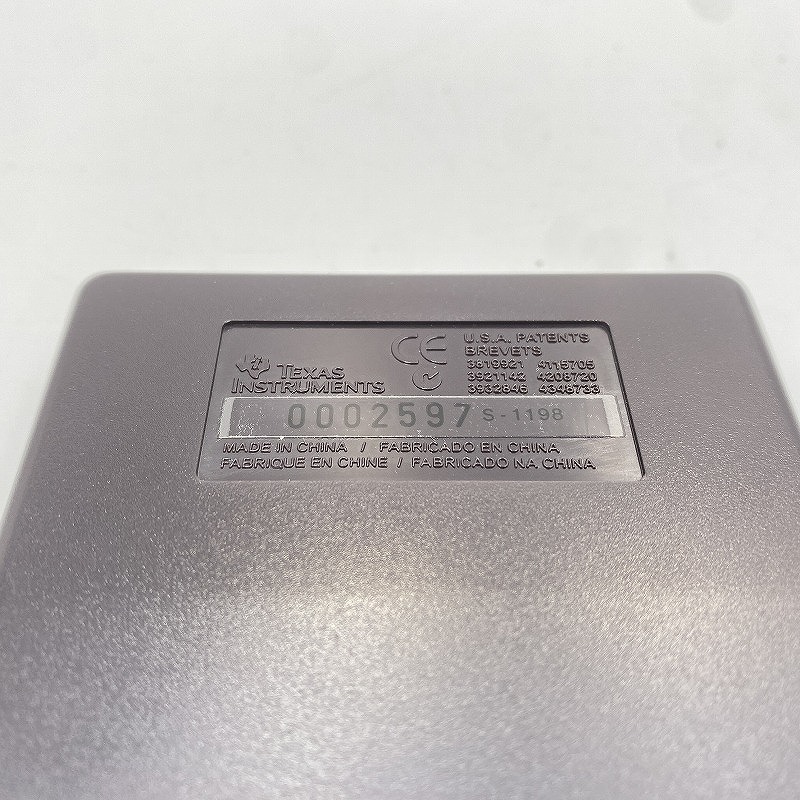 TEXAS
INSTRUMENTS
CE
U.S.A. PATENTS
BREVETS
3819921 4115705
3921142 4208720
3932846 4348733
0002597 S-1198
MADE IN CHINA / FABRICADO EN CHINA
FABRIQUE EN CHINE / FABRICADO NA CHINA